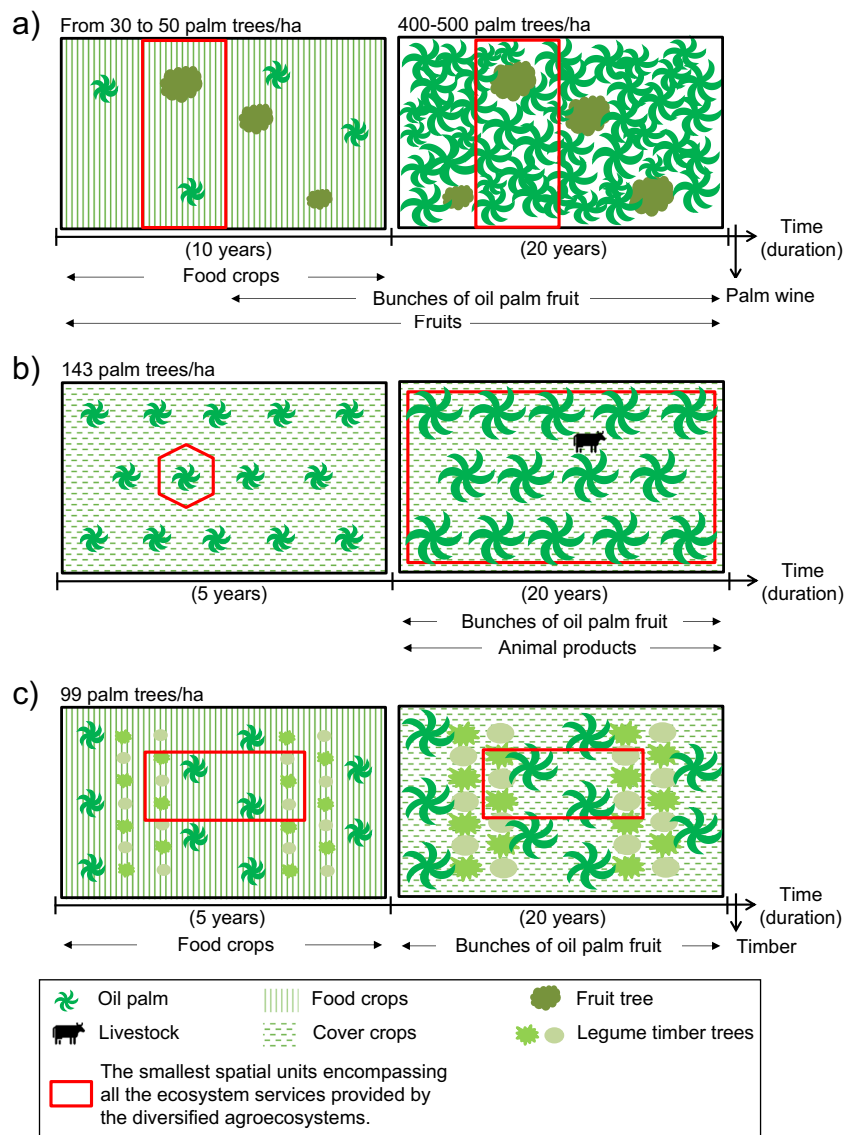 a)
From 30 to 50 palm trees/ha
400-500 palm trees/ha
(10 years)
(20 years)
Time
(duration)
Food crops
Bunches of oil palm fruit
Palm wine
Fruits
b)
143 palm trees/ha
(5 years)
(20 years)
Time
(duration)
Bunches of oil palm fruit
Animal products
c)
99 palm trees/ha
(5 years)
(20 years)
Time
(duration)
Food crops
Bunches of oil palm fruit
Timber
Oil palm
Food crops
Fruit tree
Livestock
Cover crops
Legume timber trees
The smallest spatial units encompassing
all the ecosystem services provided by
the diversified agroecosystems.